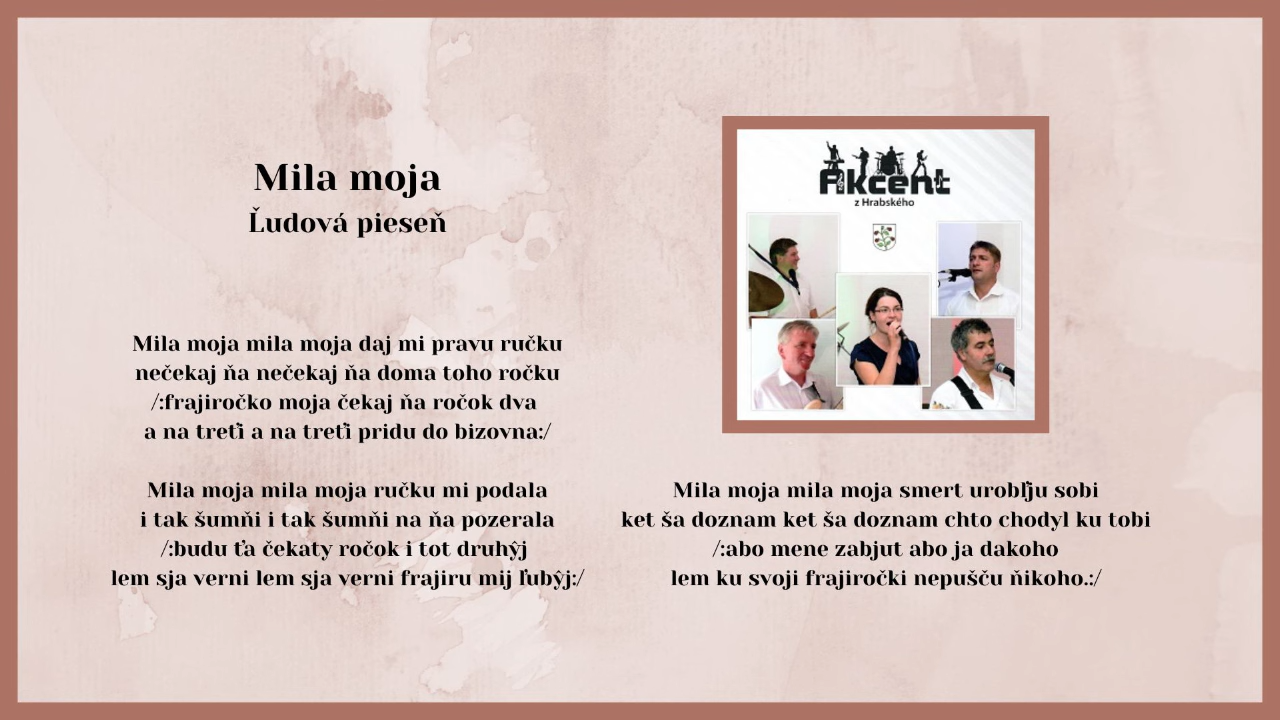 Mila moja
Ľudová pieseň
Mila moja mila moja daj mi pravu ručku
nečekaj ňa nečekaj ňa doma toho ročku
/:frajiročko moja čekaj ňa ročok dva
a na treťi a na treťi pridu do bizovna:/
Mila moja mila moja ručku mi podala
i tak šumňi i tak šumňi na ňa pozerala
/:budu ťa čekaty ročok i tot druhŷj
lem sja verni lem sja verni frajiru mij ľubŷj:/
Akcent
z Hrabského
Mila moja mila moja smert urobľju sobi
ket ša doznam ket ša doznam chto chodyl ku tobi
/:abo mene zabjut abo ja dakoho
lem ku svoji frajiročki nepušču ňikoho.:/